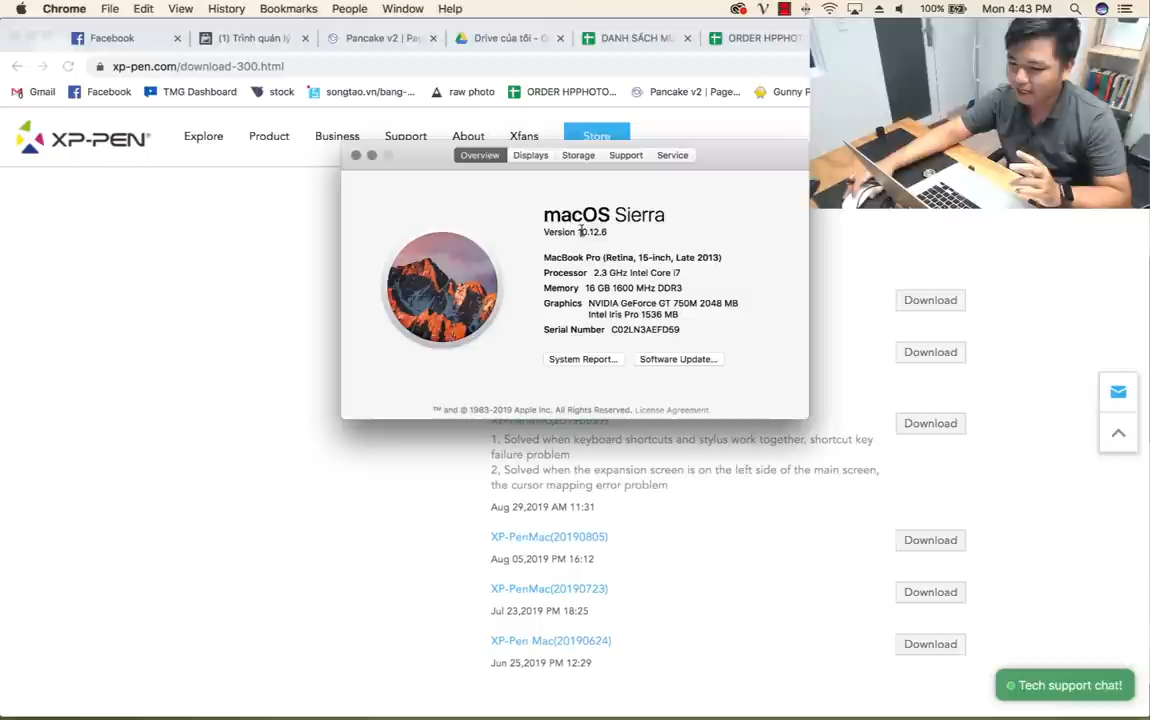 Chrome File Edit View History Bookmarks People Window Help 100% Mon 4:43 PM
Facebook (1) Trình quản lý Pancake v2 | Pag Drive của tôi - G DANH SÁCH MU ORDER HPPHOT
xp-pen.com/download-300.html
Gmail Facebook TMG Dashboard stock songtao.vn/bang-... raw photo ORDER HPPHOTO... Pancake v2 | Page... Gunny F
XP-PEN Explore Product Business Support About Xfans Store
Overview Displays Storage Support Service
macOS Sierra
Version 10.12.6
MacBook Pro (Retina, 15-inch, Late 2013)
Processor 2.3 GHz Intel Core i7
Memory 16 GB 1600 MHz DDR3
Graphics NVIDIA GeForce GT 750M 2048 MB
Intel Iris Pro 1536 MB
Serial Number C02LN3AEFD59
System Report... Software Update...
™ and © 1983-2019 Apple Inc. All Rights Reserved. License Agreement
Download
Download
Download
1. Solved when keyboard shortcuts and stylus work together, shortcut key
failure problem
2, Solved when the expansion screen is on the left side of the main screen,
the cursor mapping error problem
Aug 29,2019 AM 11:31
XP-PenMac(20190805) Download
Aug 05,2019 PM 16:12
XP-PenMac(20190723) Download
Jul 23,2019 PM 18:25
XP-Pen Mac(20190624) Download
Jun 25,2019 PM 12:29
Tech support chat!